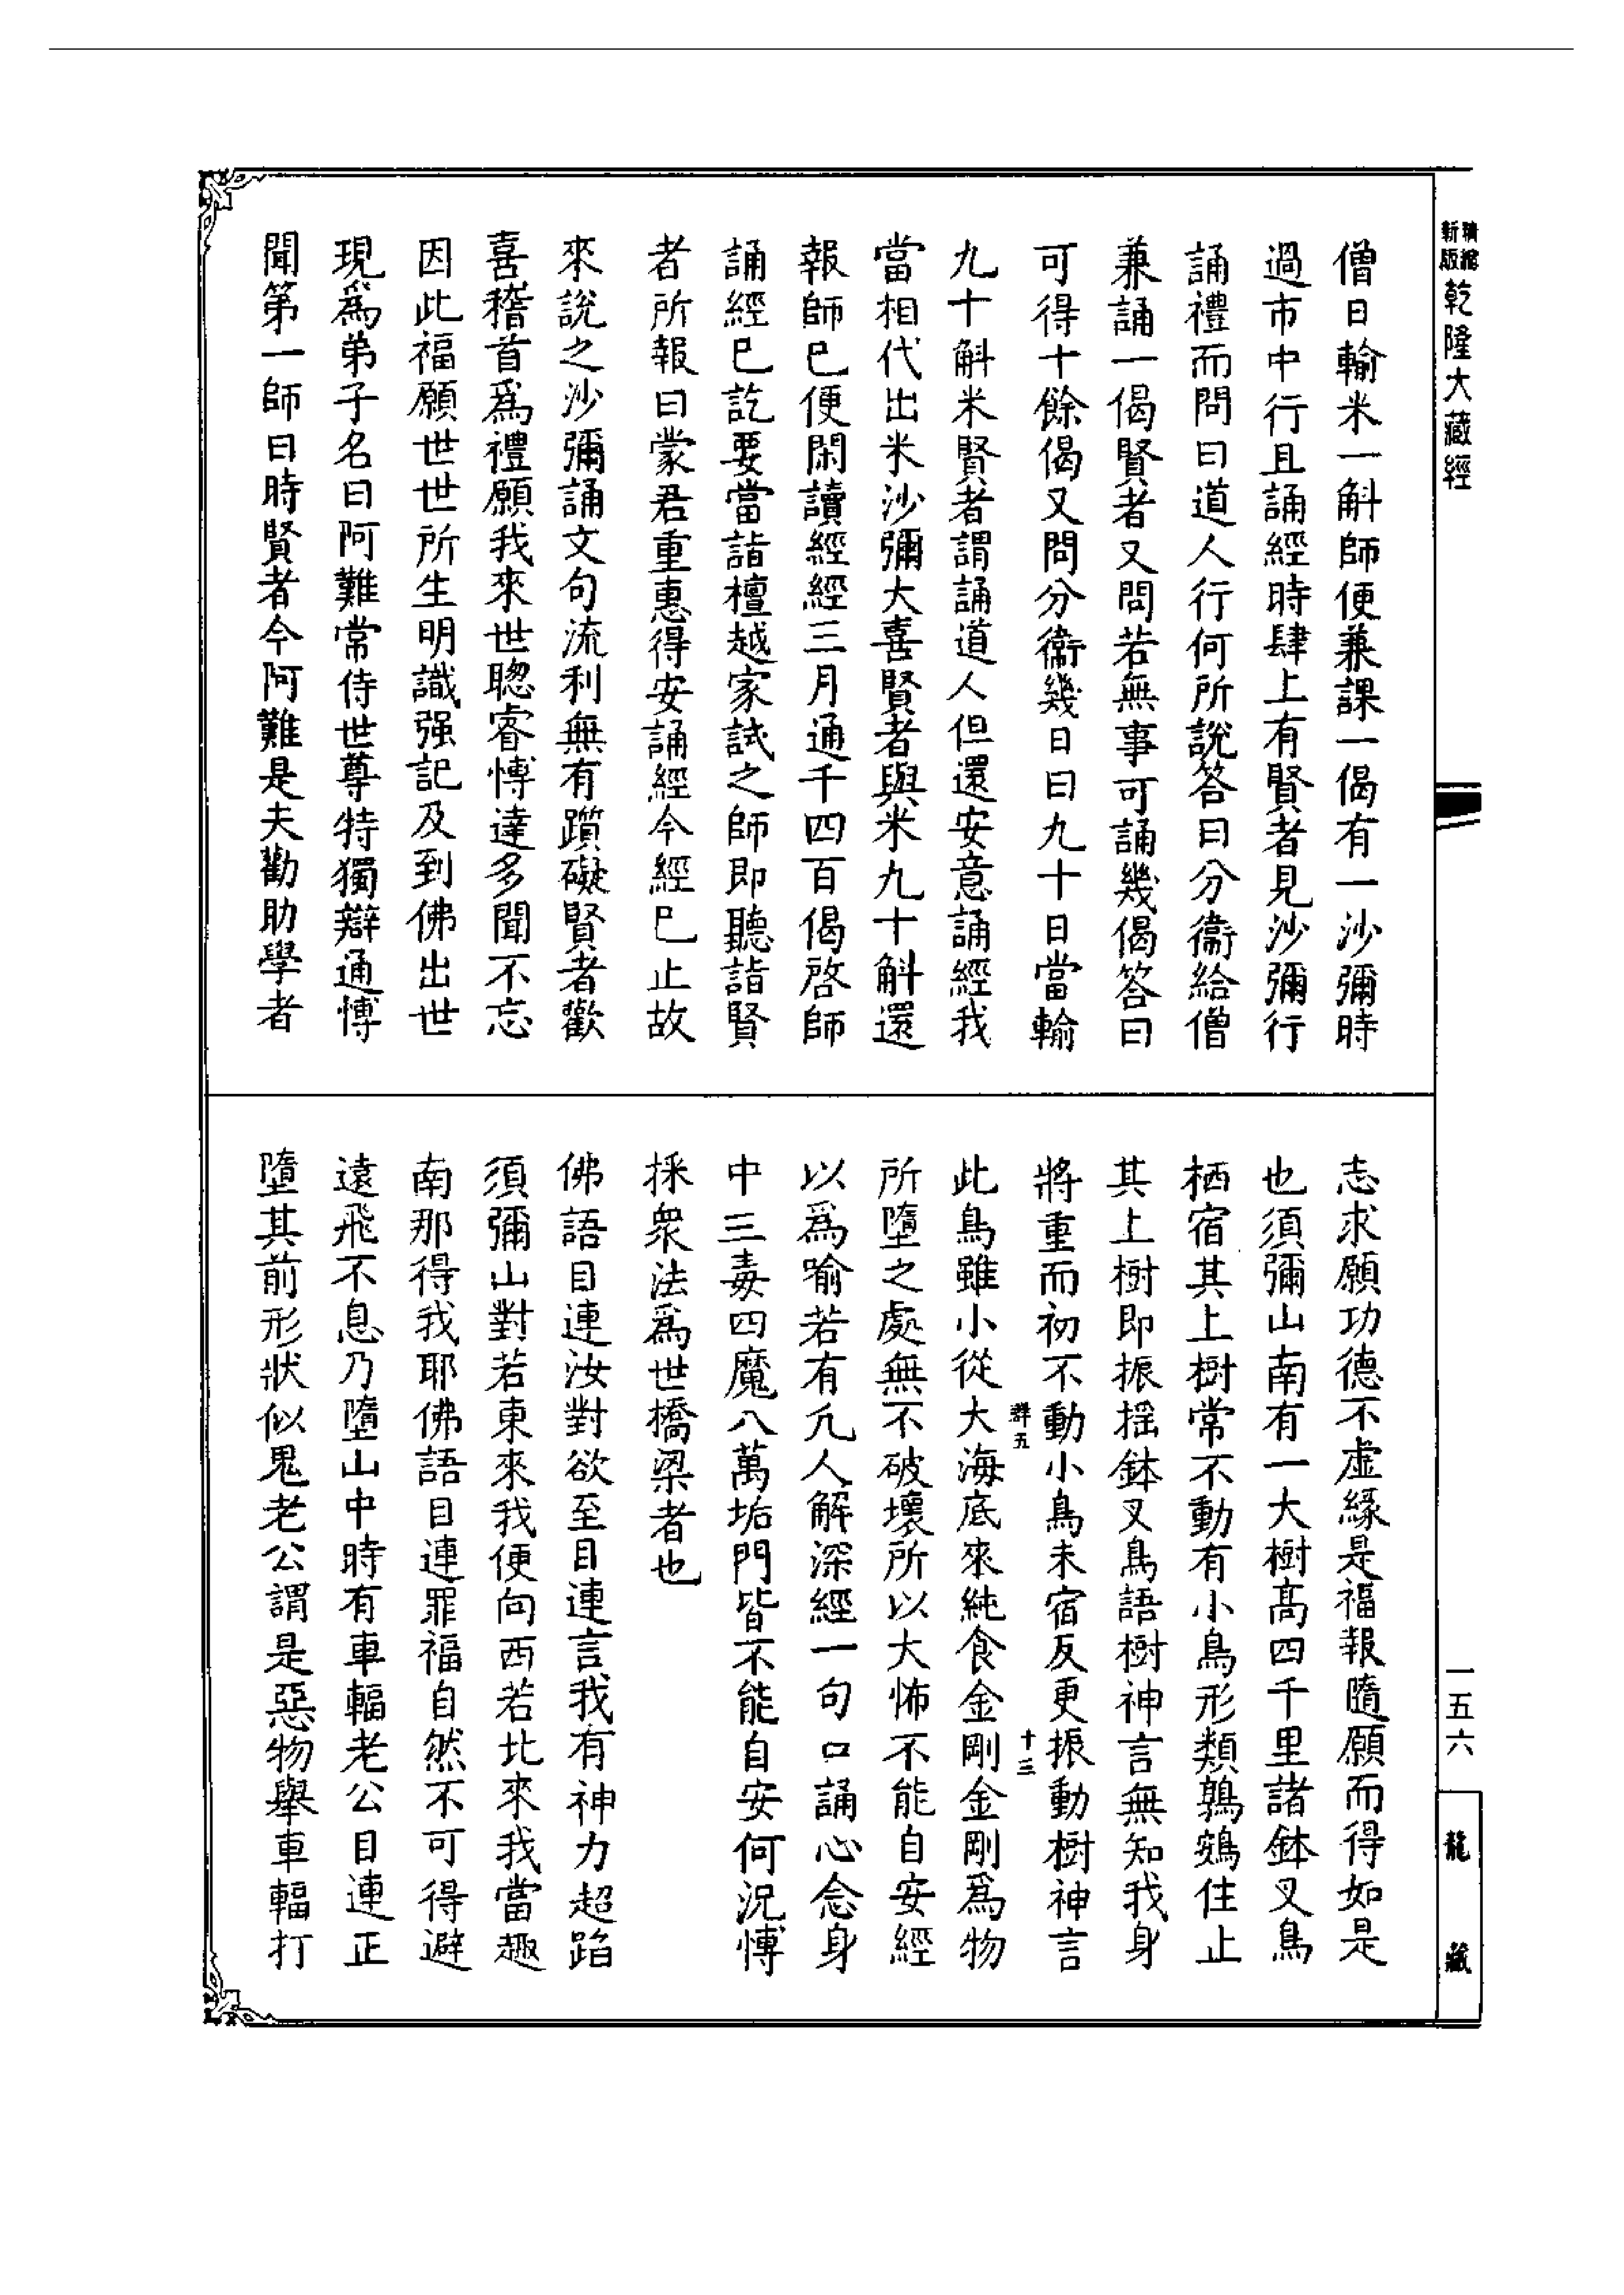 精縮
新版
乾隆大藏經
僧日輸米一斛師便兼課一偈有一沙彌時
過市中行且誦經時肆上有賢者見沙彌行
誦禮而問曰道人行何所說答曰分衞給僧
兼誦一偈賢者又問若無事可誦幾偈答曰
可得十餘偈又問分衞幾日曰九十日當輸
九十斛米賢者謂誦道人但還安意誦經我
當相代出米沙彌大喜賢者與米九十斛還
報師已便閑讀經經三月通千四百偈啓師
誦經已訖要當詣檀越家試之師即聽詣賢
者所報曰蒙君重惠得安誦經今經已止故
來說之沙彌誦文句流利無有躓礙賢者歡
喜稽首爲禮願我來世聰睿愽達多聞不忘
因此福願世世所生明識强記及到佛出世
現爲弟子名曰阿難常侍世尊特獨辯通愽
聞第一師曰時賢者今阿難是夫勸助學者
志求願功德不虚緣是福報隨願而得如是
也須彌山南有一大樹髙四千里諸鉢叉鳥
栖宿其上樹常不動有小鳥形類鶉鷃住止
其上樹即振摇鉢叉鳥語樹神言無知我身
將重而初不動小鳥未宿反更振動樹神言
群五
十三
此鳥雖小從大海底來純食金剛金剛爲物
所墮之處無不破壞所以大怖不能自安經
以爲喻若有凢人解深經一句口誦心念身
中三毒四魔八萬垢門皆不能自安何況愽
採衆法爲世橋梁者也
佛語目連汝對欲至目連言我有神力超踰
須彌山對若東來我便向西若北來我當趣
南那得我耶佛語目連罪福自然不可得避
遠飛不息乃墮山中時有車輻老公目連正
墮其前形狀似鬼老公謂是惡物舉車輻打
一五六
龍藏